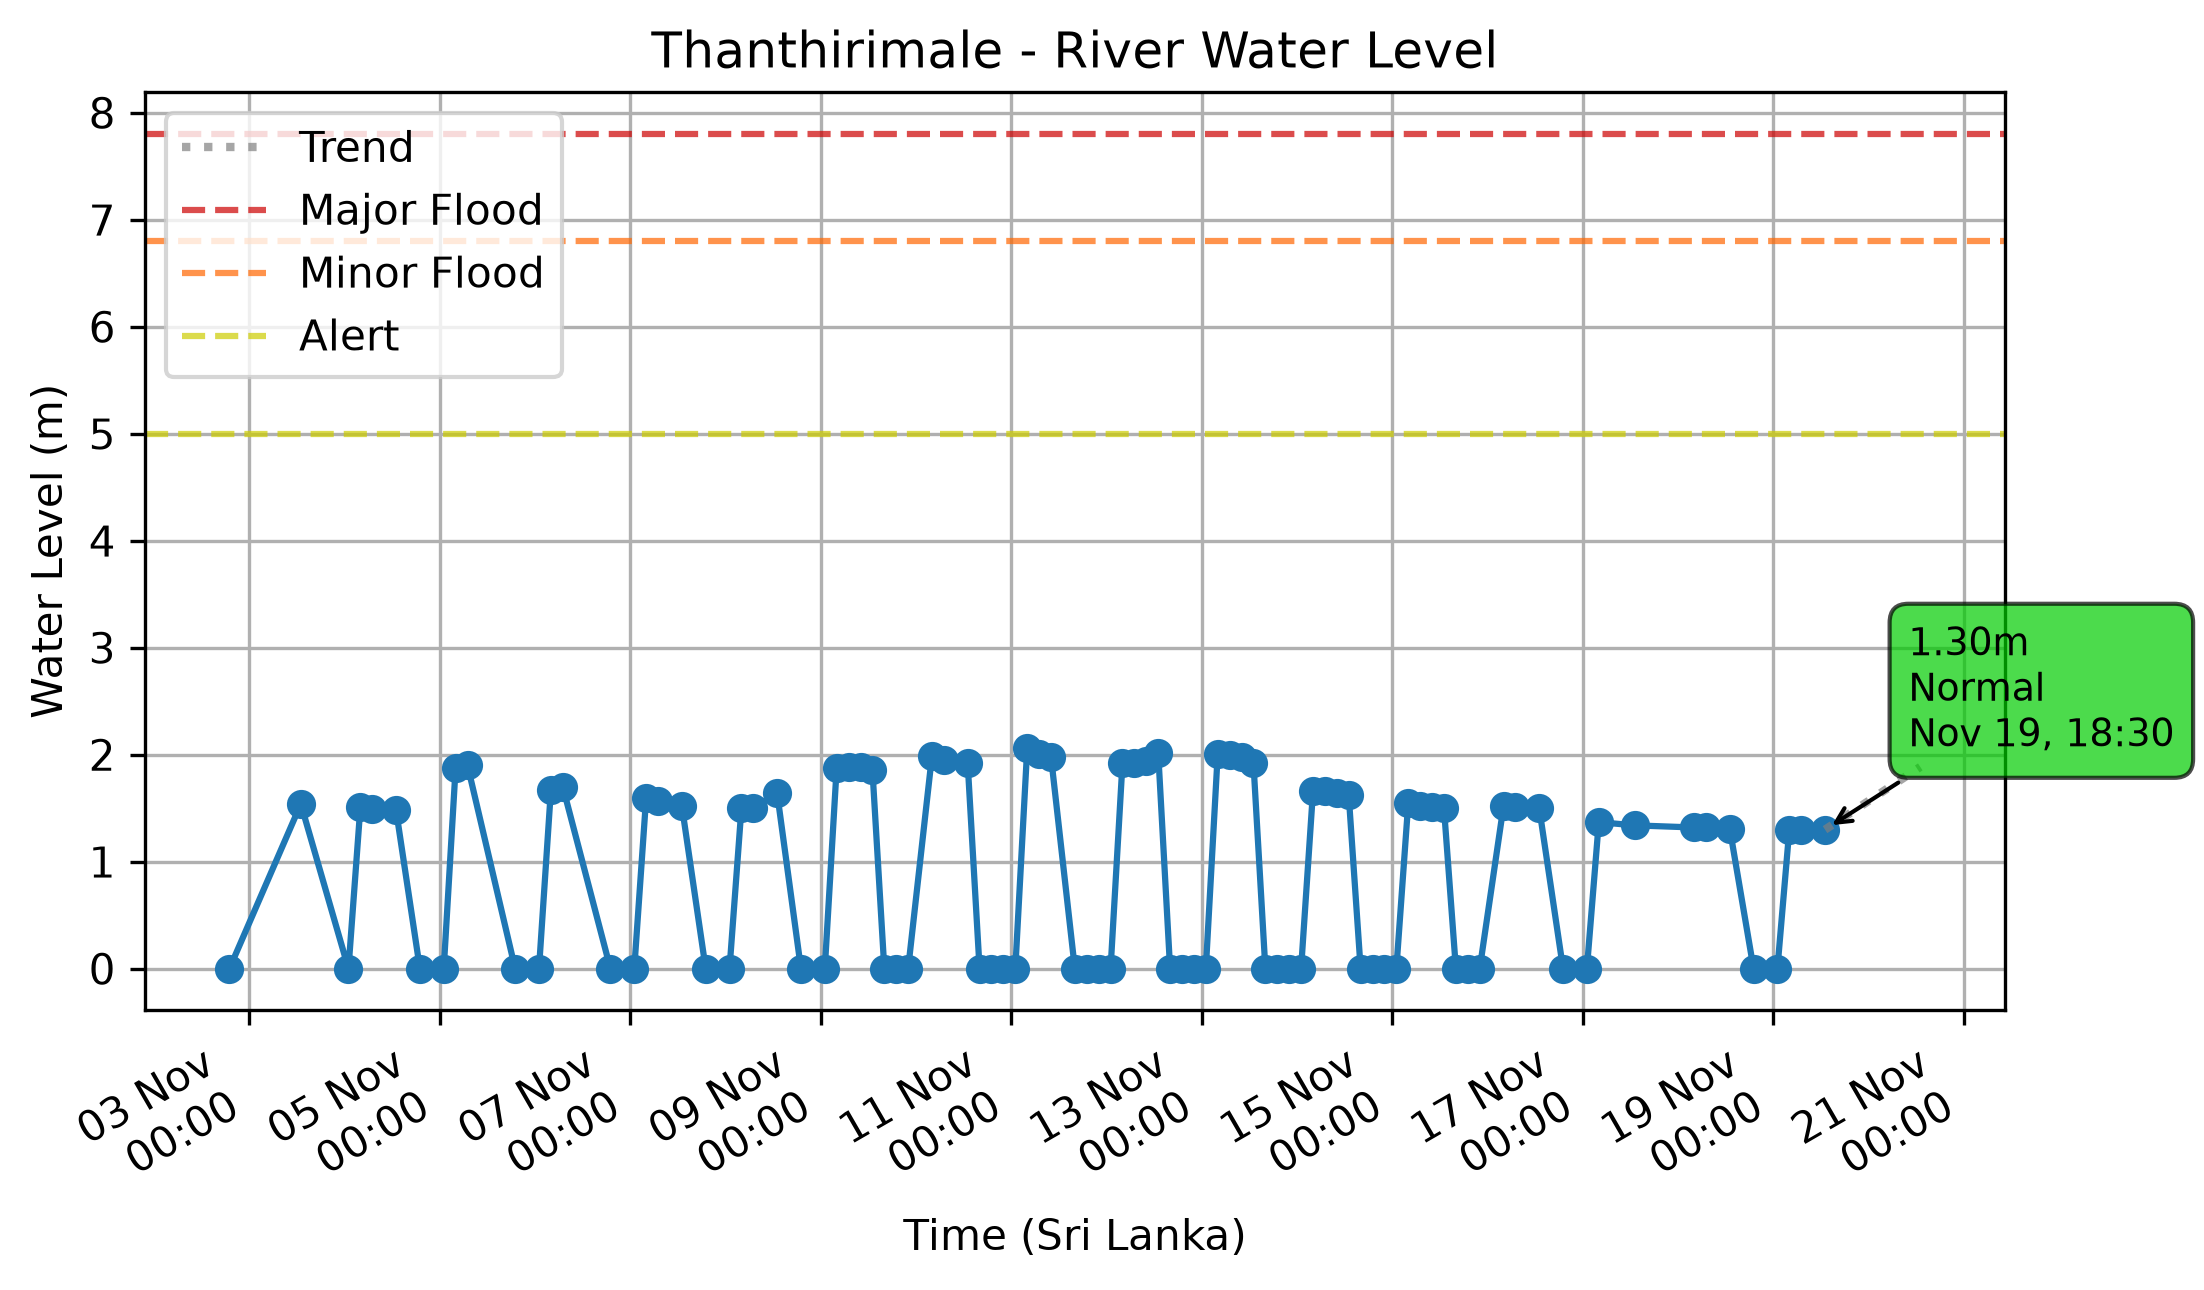 Thanthirimale - River Water Level
8
7
6
5
4
3
2
1
0
Water Level (m)
Trend
Major Flood
Minor Flood
Alert
1.30m
Normal
Nov 19, 18:30
03 Nov
00:00
05 Nov
00:00
07 Nov
00:00
09 Nov
00:00
11 Nov
00:00
13 Nov
00:00
15 Nov
00:00
17 Nov
00:00
19 Nov
00:00
21 Nov
00:00
Time (Sri Lanka)